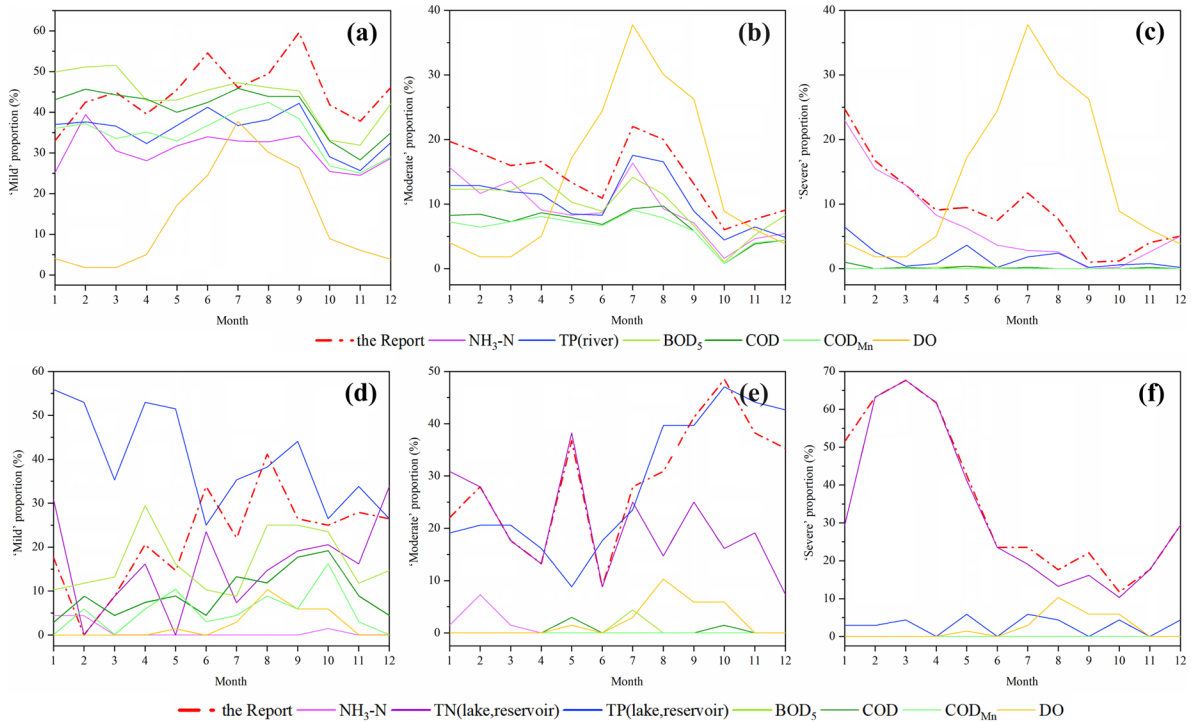 (a)
'Mild' proportion (%)
60
50
40
30
20
10
0
1 2 3 4 5 6 7 8 9 10 11 12
Month
(b)
'Moderate' proportion (%)
40
30
20
10
0
1 2 3 4 5 6 7 8 9 10 11 12
Month
(c)
'Severe' proportion (%)
40
30
20
10
0
1 2 3 4 5 6 7 8 9 10 11 12
Month
the Report NH3-N TP(river) BOD5 COD CODMn DO
(d)
'Mild' proportion (%)
60
50
40
30
20
10
0
1 2 3 4 5 6 7 8 9 10 11 12
Month
(e)
'Moderate' proportion (%)
50
40
30
20
10
0
1 2 3 4 5 6 7 8 9 10 11 12
Month
(f)
'Severe' proportion (%)
70
60
50
40
30
20
10
0
1 2 3 4 5 6 7 8 9 10 11 12
Month
the Report NH3-N TN(lake,reservoir) TP(lake,reservoir) BOD5 COD CODMn DO